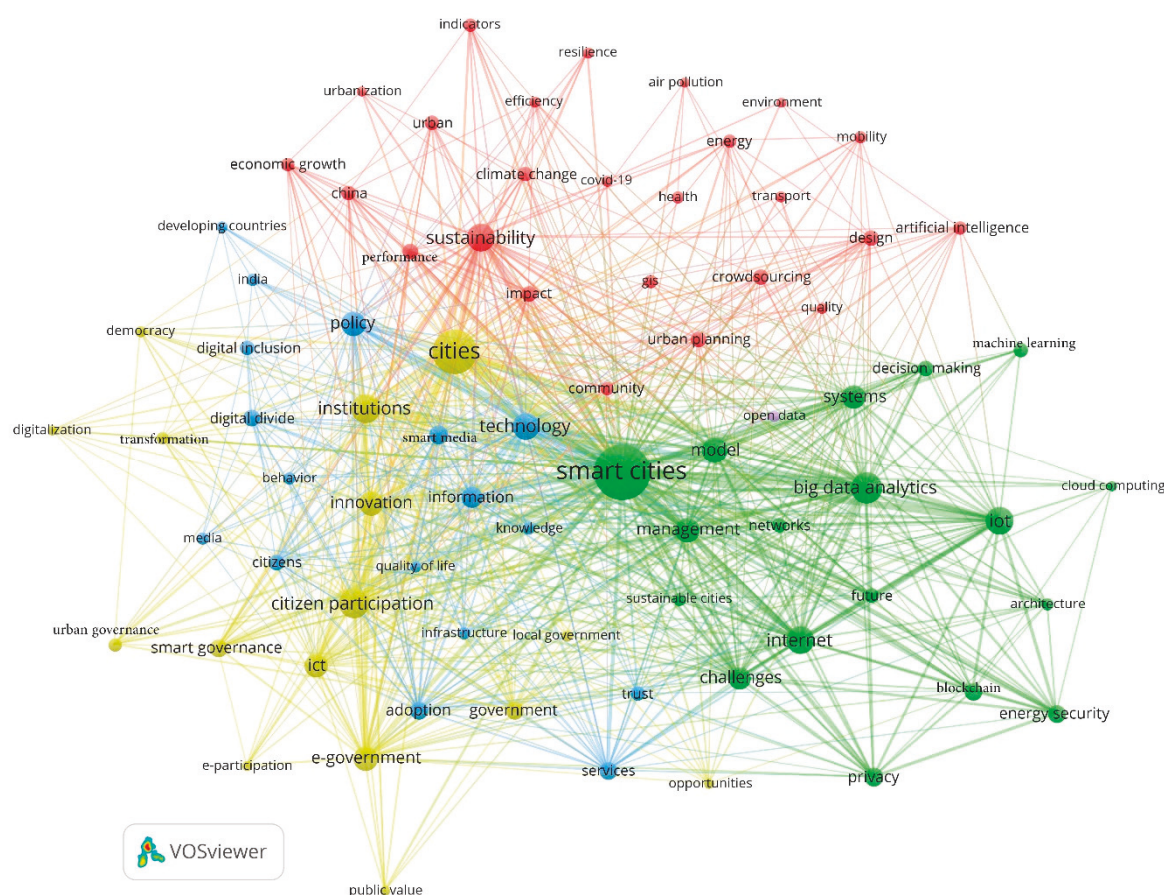 indicators
resilience
air pollution
urbanization
efficiency
environment
urban
energy
mobility
economic growth
climate change
covid-19
china
health
transport
developing countries
artificial intelligence
sustainability
design
performance
india
gis
crowdsourcing
impact
quality
policy
democracy
urban planning
cities
digital inclusion
machine learning
decision making
community
systems
institutions
open data
digital divide
technology
digitalization
transformation
smart media
model
smart cities
behavior
big data analytics
cloud computing
information
innovation
iot
knowledge
management
networks
media
citizens
quality of life
future
sustainable cities
citizen participation
architecture
urban governance
infrastructure
local government
internet
smart governance
ict
challenges
trust
blockchain
adoption
government
energy security
e-government
e-participation
services
opportunities
privacy
VOSviewer
public value